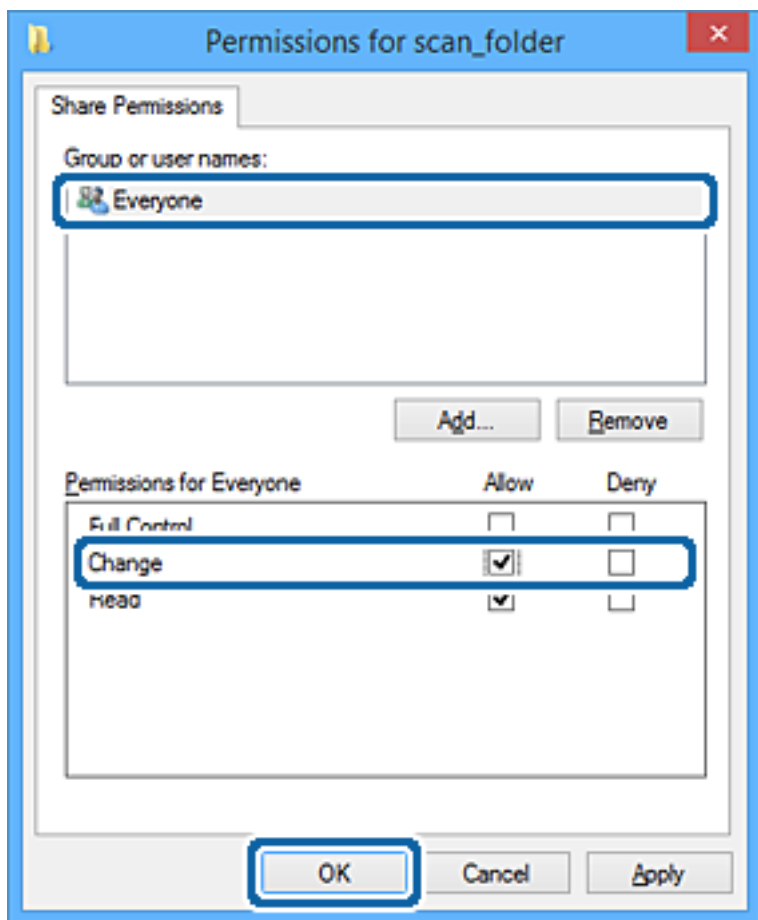 Permissions for scan_folder
Share Permissions
Group or user names:
Everyone
Add... Remove
Permissions for Everyone Allow Deny
Full Control
Change
Read
OK Cancel Apply